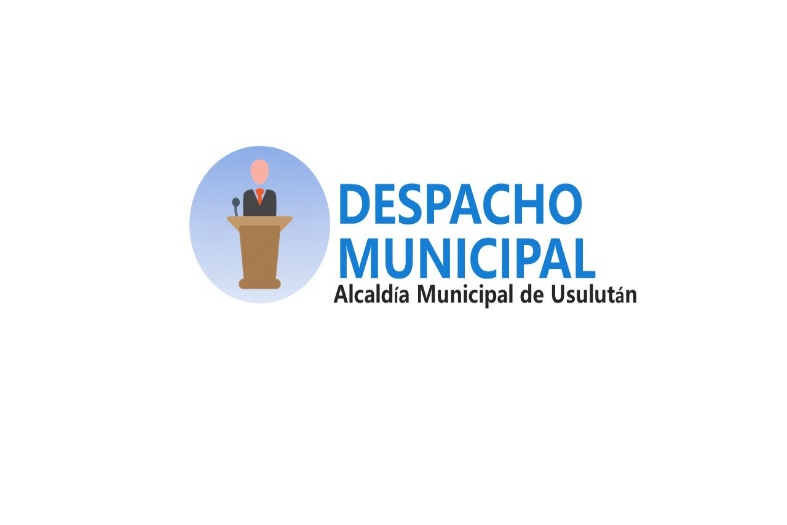 DESPACHO
MUNICIPAL
Alcaldía Municipal de Usulután